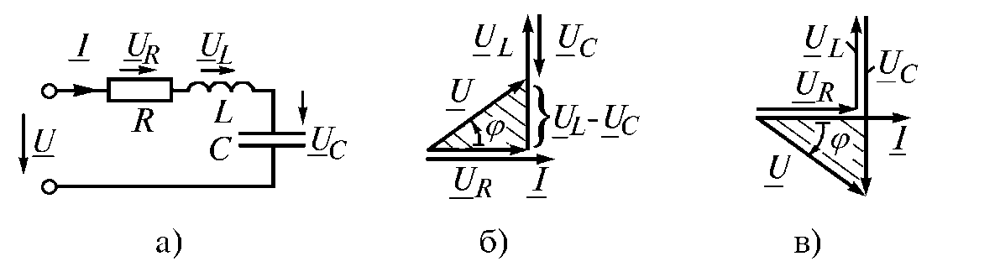 I U_R U_L
R L
U C U_C
а)
U_L U_C
U φ U_L - U_C
U_R I
б)
U_L
U_C
U_R
φ I
U
в)